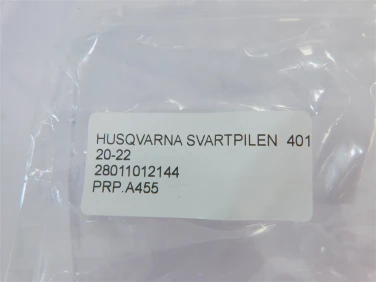 HUSQVARNA SVARTPILEN 401
20-22
28011012144
PRP.A455